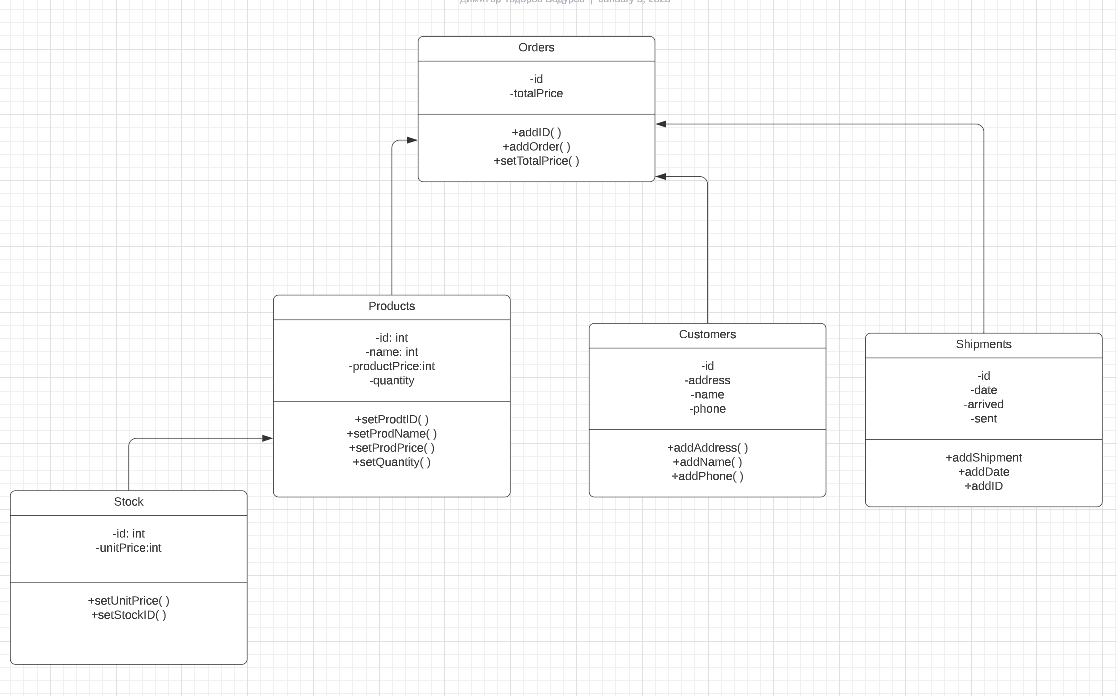 Orders
-id
-totalPrice
+addID( )
+addOrder( )
+setTotalPrice( )
Products
-id: int
-name: int
-productPrice:int
-quantity
+setProdtID( )
+setProdName( )
+setProdPrice( )
+setQuantity( )
Customers
-id
-address
-name
-phone
+addAddress( )
+addName( )
+addPhone( )
Shipments
-id
-date
-arrived
-sent
+addShipment
+addDate
+addID
Stock
-id: int
-unitPrice:int
+setUnitPrice( )
+setStockID( )